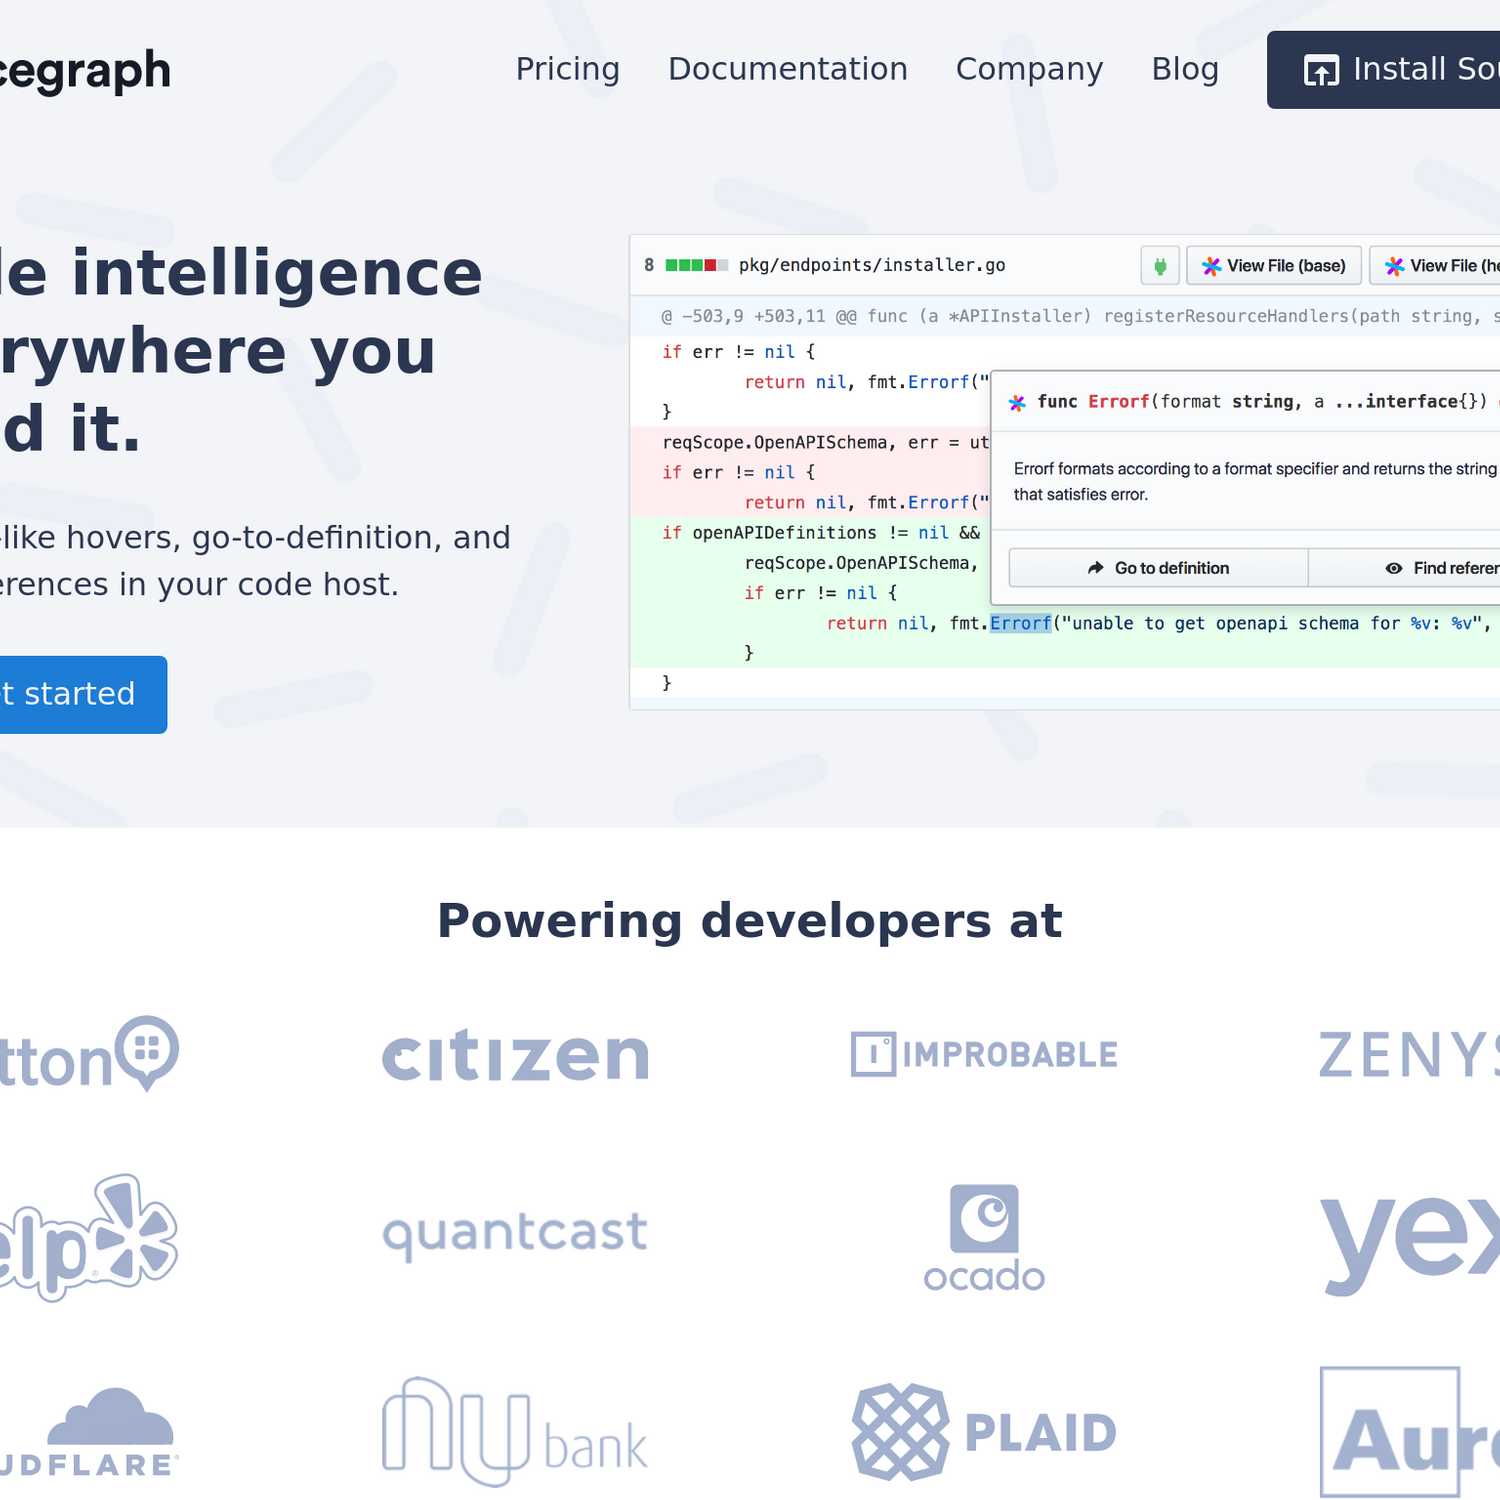 cegraph
Pricing Documentation Company Blog Install Sou
le intelligence
rywhere you
d it.
-like hovers, go-to-definition, and
erences in your code host.
t started
8 pkg/endpoints/installer.go View File (base) View File (he
@ -503,9 +503,11 @@ func (a *APIInstaller) registerResourceHandlers(path string, s
if err != nil {
return nil, fmt.Errorf("
}
reqScope.OpenAPISchema, err = ut
if err != nil {
return nil, fmt.Errorf("
if openAPIDefinitions != nil &&
reqScope.OpenAPISchema,
if err != nil {
return nil, fmt.Errorf("unable to get openapi schema for %v: %v",
}
}
func Errorf(format string, a ...interface{})
Errorf formats according to a format specifier and returns the string
that satisfies error.
Go to definition Find referen
Powering developers at
tton citizen IMPROBABLE ZENYS
elp quantcast ocado yex
UDFLARE nu bank PLAID Auro